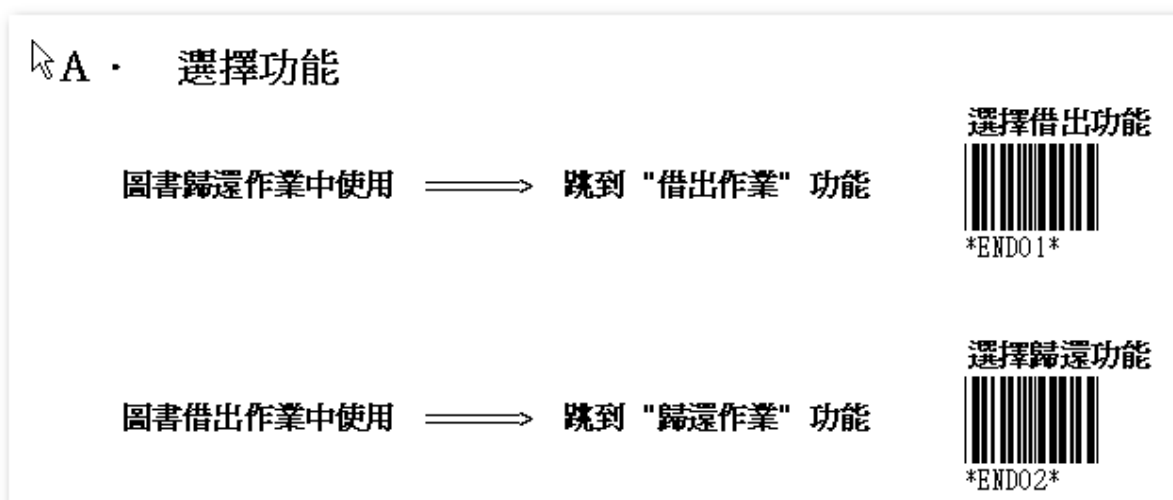 A · 選擇功能
選擇借出功能
圖書歸還作業中使用 ⟹ 跳到 "借出作業" 功能
*END01*
選擇歸還功能
圖書借出作業中使用 ⟹ 跳到 "歸還作業" 功能
*END02*